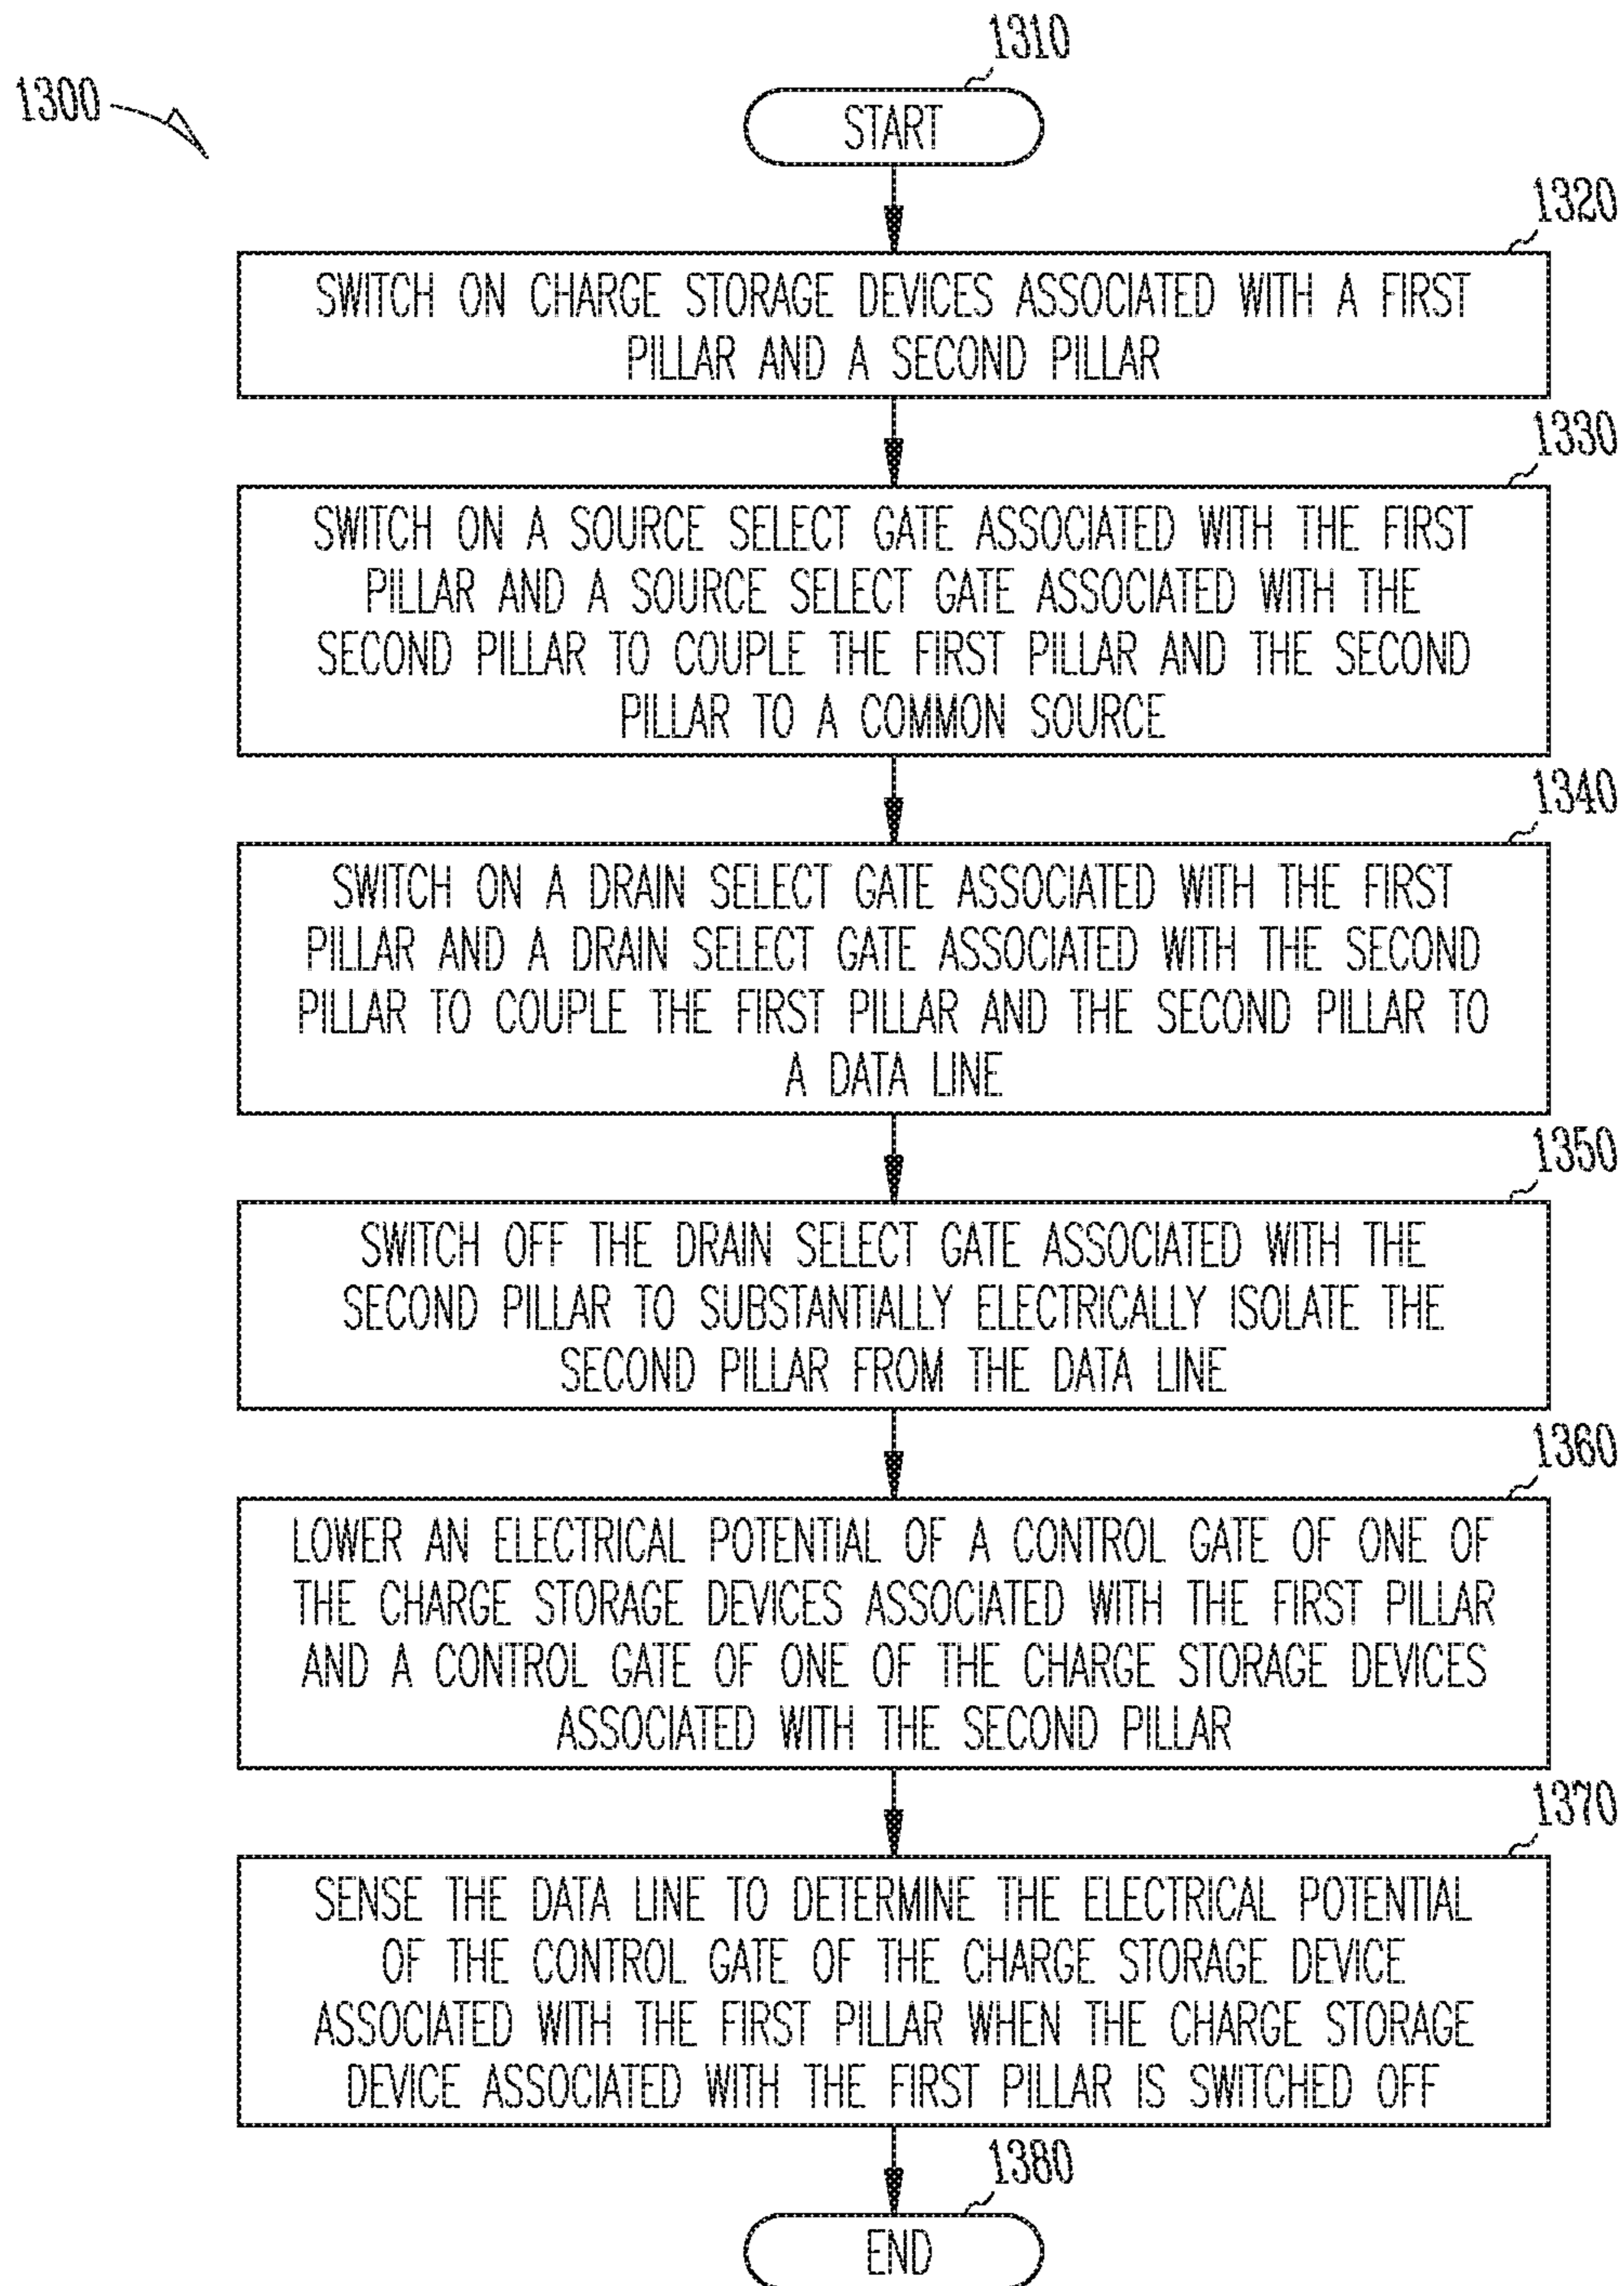 1310
1300
START
1320
SWITCH ON CHARGE STORAGE DEVICES ASSOCIATED WITH A FIRST
PILLAR AND A SECOND PILLAR
1330
SWITCH ON A SOURCE SELECT GATE ASSOCIATED WITH THE FIRST
PILLAR AND A SOURCE SELECT GATE ASSOCIATED WITH THE
SECOND PILLAR TO COUPLE THE FIRST PILLAR AND THE SECOND
PILLAR TO A COMMON SOURCE
1340
SWITCH ON A DRAIN SELECT GATE ASSOCIATED WITH THE FIRST
PILLAR AND A DRAIN SELECT GATE ASSOCIATED WITH THE SECOND
PILLAR TO COUPLE THE FIRST PILLAR AND THE SECOND PILLAR TO
A DATA LINE
1350
SWITCH OFF THE DRAIN SELECT GATE ASSOCIATED WITH THE
SECOND PILLAR TO SUBSTANTIALLY ELECTRICALLY ISOLATE THE
SECOND PILLAR FROM THE DATA LINE
1360
LOWER AN ELECTRICAL POTENTIAL OF A CONTROL GATE OF ONE OF
THE CHARGE STORAGE DEVICES ASSOCIATED WITH THE FIRST PILLAR
AND A CONTROL GATE OF ONE OF THE CHARGE STORAGE DEVICES
ASSOCIATED WITH THE SECOND PILLAR
1370
SENSE THE DATA LINE TO DETERMINE THE ELECTRICAL POTENTIAL
OF THE CONTROL GATE OF THE CHARGE STORAGE DEVICE
ASSOCIATED WITH THE FIRST PILLAR WHEN THE CHARGE STORAGE
DEVICE ASSOCIATED WITH THE FIRST PILLAR IS SWITCHED OFF
1380
END